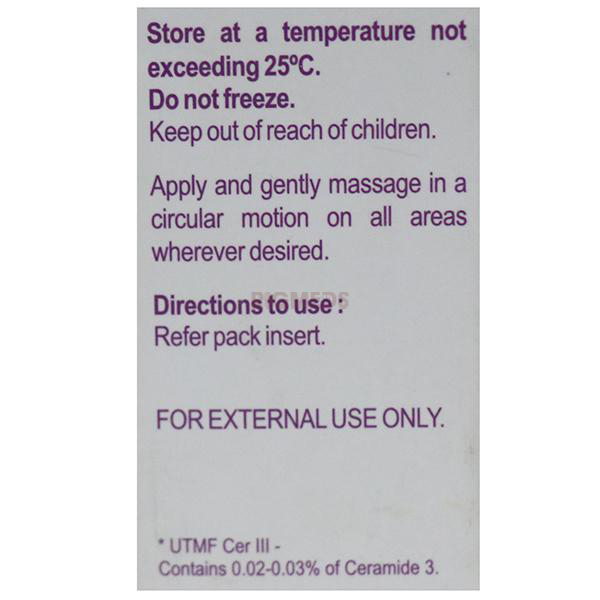 Store at a temperature not
exceeding 25ºC.
Do not freeze.
Keep out of reach of children.
Apply and gently massage in a
circular motion on all areas
wherever desired.
BIGMEDS
Directions to use :
Refer pack insert.
FOR EXTERNAL USE ONLY.
* UTMF Cer III -
Contains 0.02-0.03% of Ceramide 3.